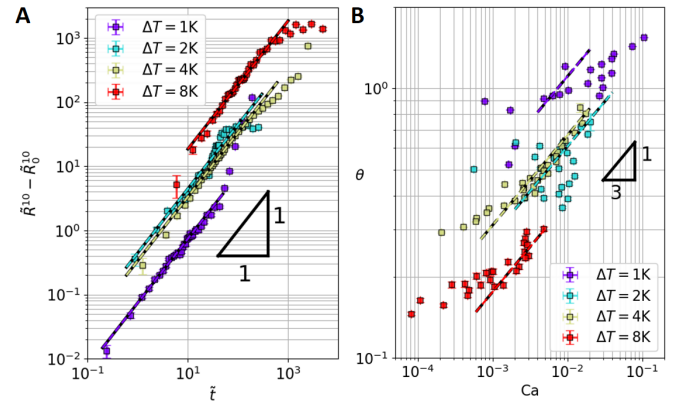 A
ΔT = 1K
ΔT = 2K
ΔT = 4K
ΔT = 8K
10³
10²
10¹
10⁰
10⁻¹
10⁻²
R̃¹⁰ − R̃₀¹⁰
1
1
10⁻¹
10¹
10³
t̃
B
10⁰
10⁻¹
θ
1
3
ΔT = 1K
ΔT = 2K
ΔT = 4K
ΔT = 8K
10⁻⁴
10⁻³
10⁻²
10⁻¹
Ca